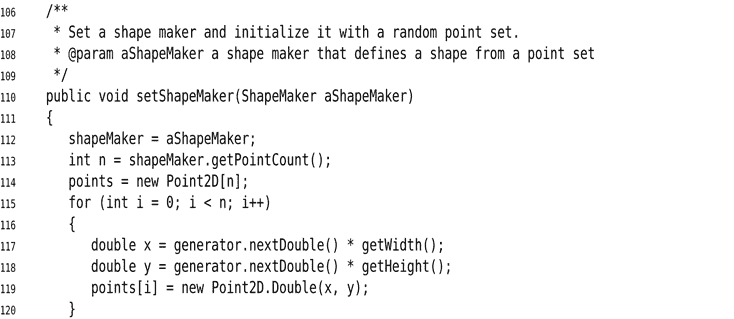 106 /**
107  * Set a shape maker and initialize it with a random point set.
108  * @param aShapeMaker a shape maker that defines a shape from a point set
109  */
110 public void setShapeMaker(ShapeMaker aShapeMaker)
111 {
112    shapeMaker = aShapeMaker;
113    int n = shapeMaker.getPointCount();
114    points = new Point2D[n];
115    for (int i = 0; i < n; i++)
116    {
117       double x = generator.nextDouble() * getWidth();
118       double y = generator.nextDouble() * getHeight();
119       points[i] = new Point2D.Double(x, y);
120    }